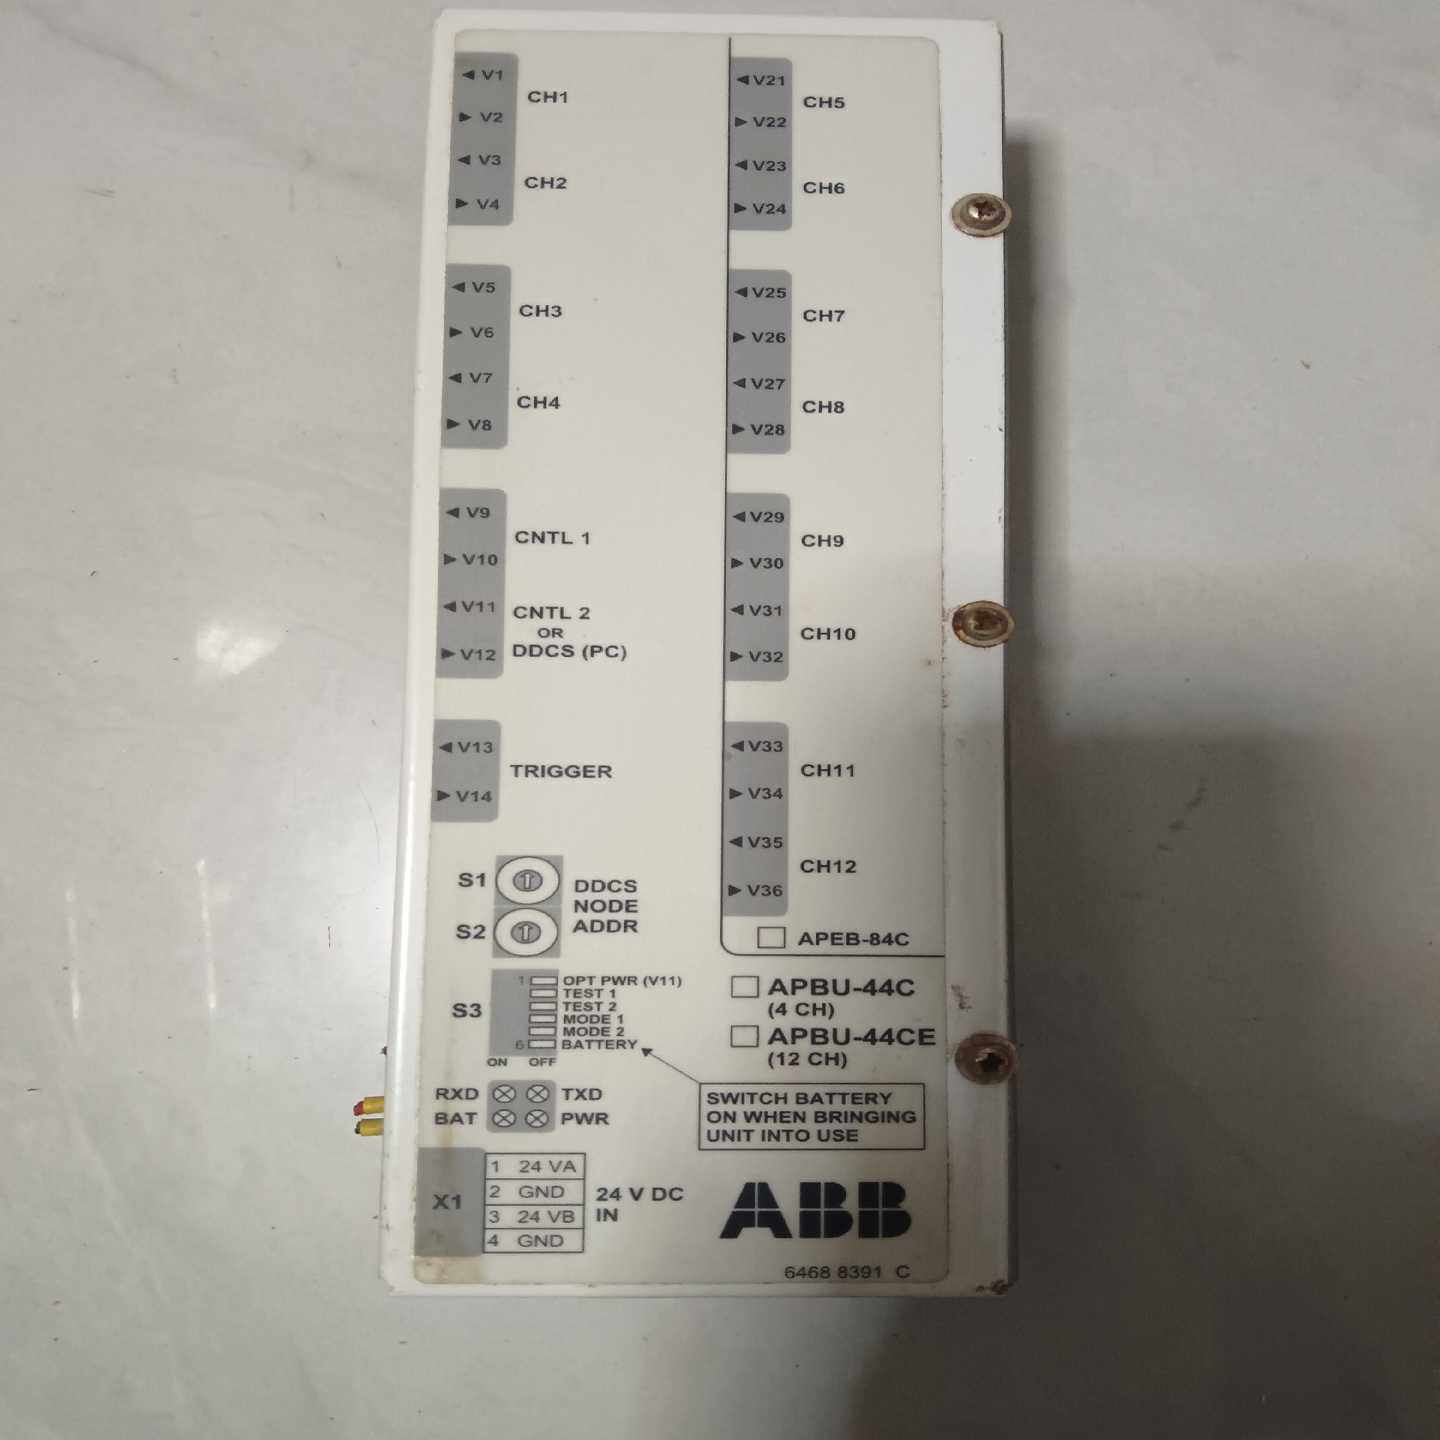 V1
CH1
V2
V3
CH2
V4
V5
CH3
V6
V7
CH4
V8
V9
CNTL 1
V10
V11
CNTL 2
OR
DDCS (PC)
V12
V13
TRIGGER
V14
S1
S2
DDCS
NODE
ADDR
S3
1 OPT PWR (V11)
TEST 1
TEST 2
MODE 1
MODE 2
6 BATTERY
ON OFF
RXD TXD
BAT PWR
X1
1 24 VA
2 GND
3 24 VB
4 GND
24 V DC
IN
V21
CH5
V22
V23
CH6
V24
V25
CH7
V26
V27
CH8
V28
V29
CH9
V30
V31
CH10
V32
V33
CH11
V34
V35
CH12
V36
APEB-84C
APBU-44C
(4 CH)
APBU-44CE
(12 CH)
SWITCH BATTERY
ON WHEN BRINGING
UNIT INTO USE
ABB
6468 8391 C